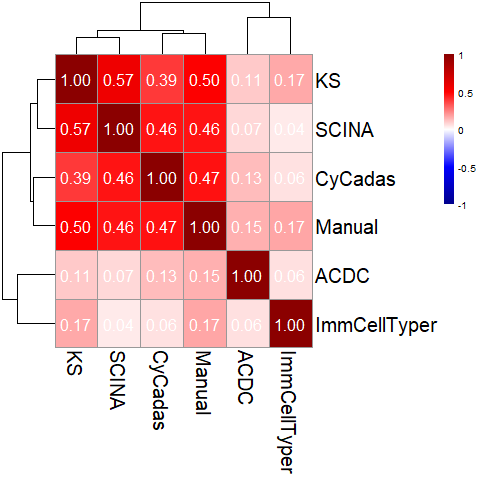 1.00 0.57 0.39 0.50 0.11 0.17 KS
0.57 1.00 0.46 0.46 0.07 0.04 SCINA
0.39 0.46 1.00 0.47 0.13 0.06 CyCadas
0.50 0.46 0.47 1.00 0.15 0.17 Manual
0.11 0.07 0.13 0.15 1.00 0.06 ACDC
0.17 0.04 0.06 0.17 0.06 1.00 ImmCellTyper
KS SCINA CyCadas Manual ACDC ImmCellTyper
1
0.5
0
-0.5
-1